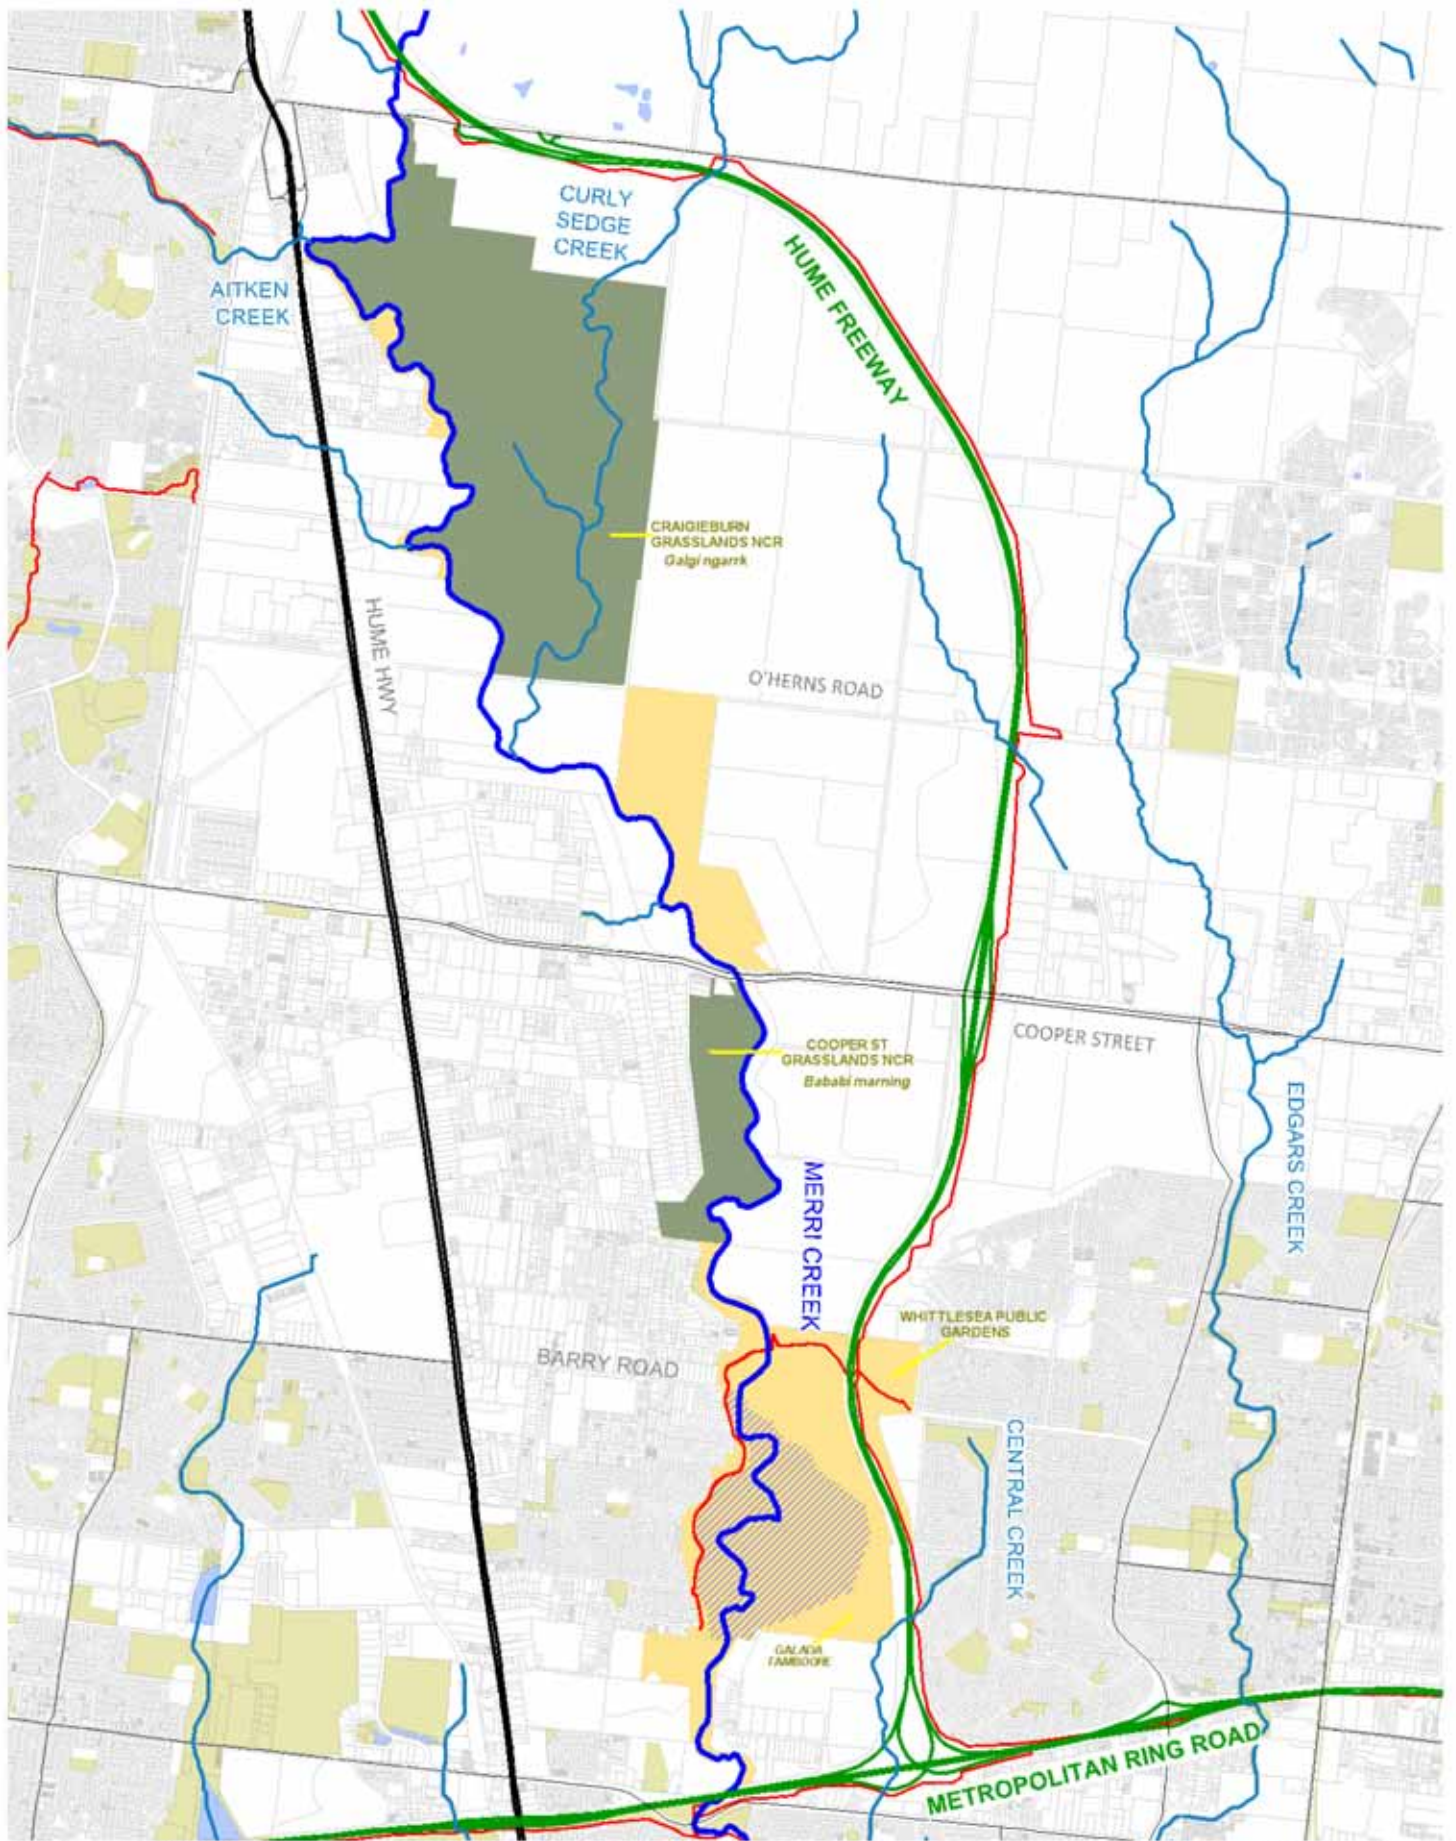 CURLY
SEDGE
CREEK
HUME FREEWAY
AITKEN
CREEK
CRAIGIEBURN
GRASSLANDS NCR
Galgi ngarrk
HUME HWY
O'HERNS ROAD
COOPER ST
GRASSLANDS NCR
Bababi marning
COOPER STREET
EDGARS CREEK
MERRI CREEK
WHITTLESEA PUBLIC
GARDENS
BARRY ROAD
CENTRAL CREEK
GALADA
TAMBOORE
METROPOLITAN RING ROAD